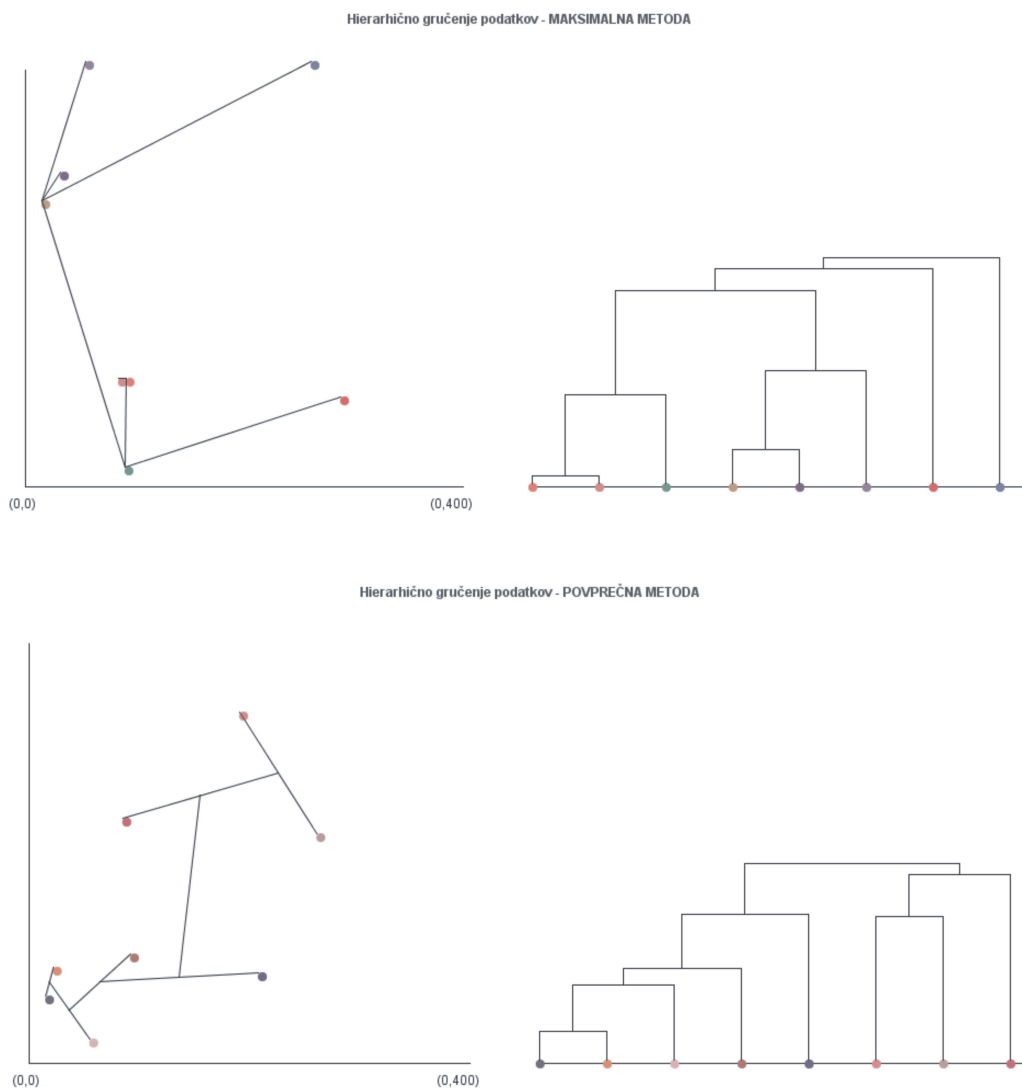 Hierarhično gručenje podatkov - MAKSIMALNA METODA
(0,0)
(0,400)
Hierarhično gručenje podatkov - POVPREČNA METODA
(0,0)
(0,400)